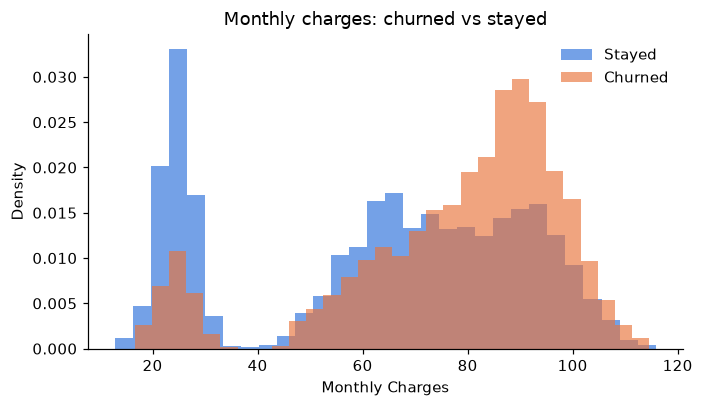 Monthly charges: churned vs stayed
Stayed
Churned
Density
0.030
0.025
0.020
0.015
0.010
0.005
0.000
20 40 60 80 100 120
Monthly Charges